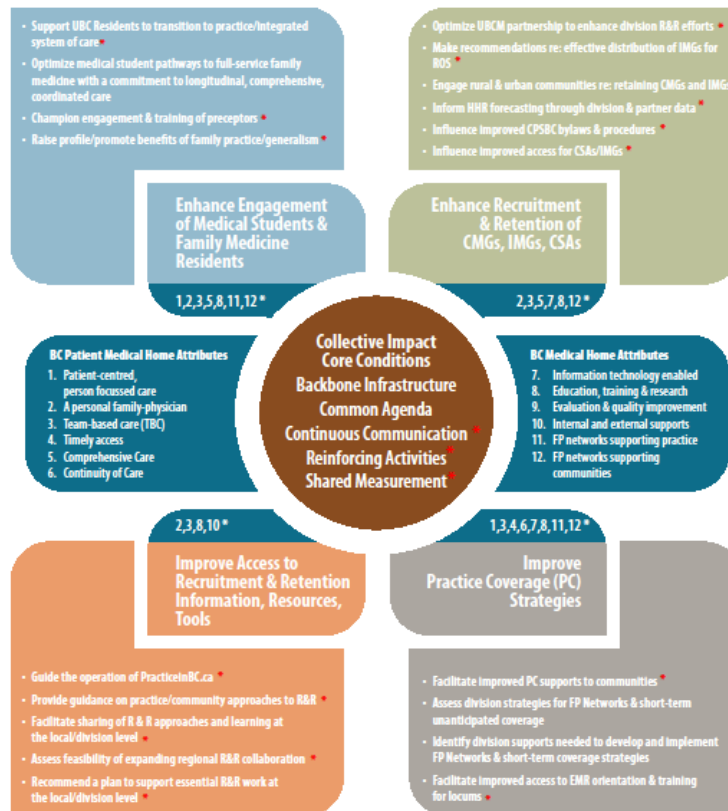 • Support UBC Residents to transition to practice/integrated
system of care*
• Optimize medical student pathways to full-service family
medicine with a commitment to longitudinal, comprehensive,
coordinated care
• Champion engagement & training of preceptors *
• Raise profile/promote benefits of family practice/generalism *
• Optimize UBCM partnership to enhance division R&R efforts *
• Make recommendations re: effective distribution of IMGs for
ROS *
• Engage rural & urban communities re: retaining CMGs and IMGs
• Inform HHR forecasting through division & partner data *
• Influence improved CPSBC bylaws & procedures *
• Influence improved access for CSAs/IMGs *
Enhance Engagement
of Medical Students &
Family Medicine
Residents
1,2,3,5,8,11,12 *
Enhance Recruitment
& Retention of
CMGs, IMGs, CSAs
2,3,5,7,8,12 *
BC Patient Medical Home Attributes
1. Patient-centred,
person focussed care
2. A personal family-physician
3. Team-based care (TBC)
4. Timely access
5. Comprehensive Care
6. Continuity of Care
Collective Impact
Core Conditions
Backbone Infrastructure
Common Agenda
Continuous Communication *
Reinforcing Activities *
Shared Measurement *
BC Medical Home Attributes
7. Information technology enabled
8. Education, training & research
9. Evaluation & quality improvement
10. Internal and external supports
11. FP networks supporting practice
12. FP networks supporting
communities
2,3,8,10 *
Improve Access to
Recruitment & Retention
Information, Resources,
Tools
1,3,4,6,7,8,11,12 *
Improve
Practice Coverage (PC)
Strategies
• Guide the operation of PracticeinBC.ca *
• Provide guidance on practice/community approaches to R&R *
• Facilitate sharing of R & R approaches and learning at
the local/division level *
• Assess feasibility of expanding regional R&R collaboration *
• Recommend a plan to support essential R&R work at
the local/division level *
• Facilitate improved PC supports to communities *
• Assess division strategies for FP Networks & short-term
unanticipated coverage
• Identify division supports needed to develop and implement
FP Networks & short-term coverage strategies
• Facilitate improved access to EMR orientation & training
for locums *